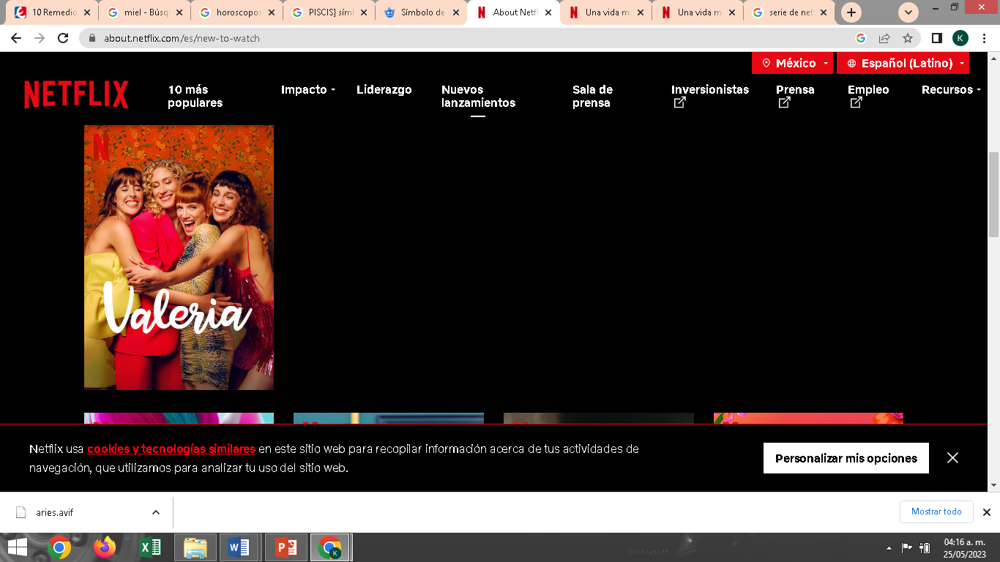 10 Remedio
miel - Búsq
horoscopos
PISCIS} siml
Símbolo de
About Netfl
Una vida m
Una vida m
serie de net
about.netflix.com/es/new-to-watch
K
México
Español (Latino)
NETFLIX
10 más populares
Impacto
Liderazgo
Nuevos lanzamientos
Sala de prensa
Inversionistas
Prensa
Empleo
Recursos
N
Valeria
Netflix usa cookies y tecnologías similares en este sitio web para recopilar información acerca de tus actividades de
navegación, que utilizamos para analizar tu uso del sitio web.
Personalizar mis opciones
aries.avif
Mostrar todo
04:16 a. m.
25/05/2023